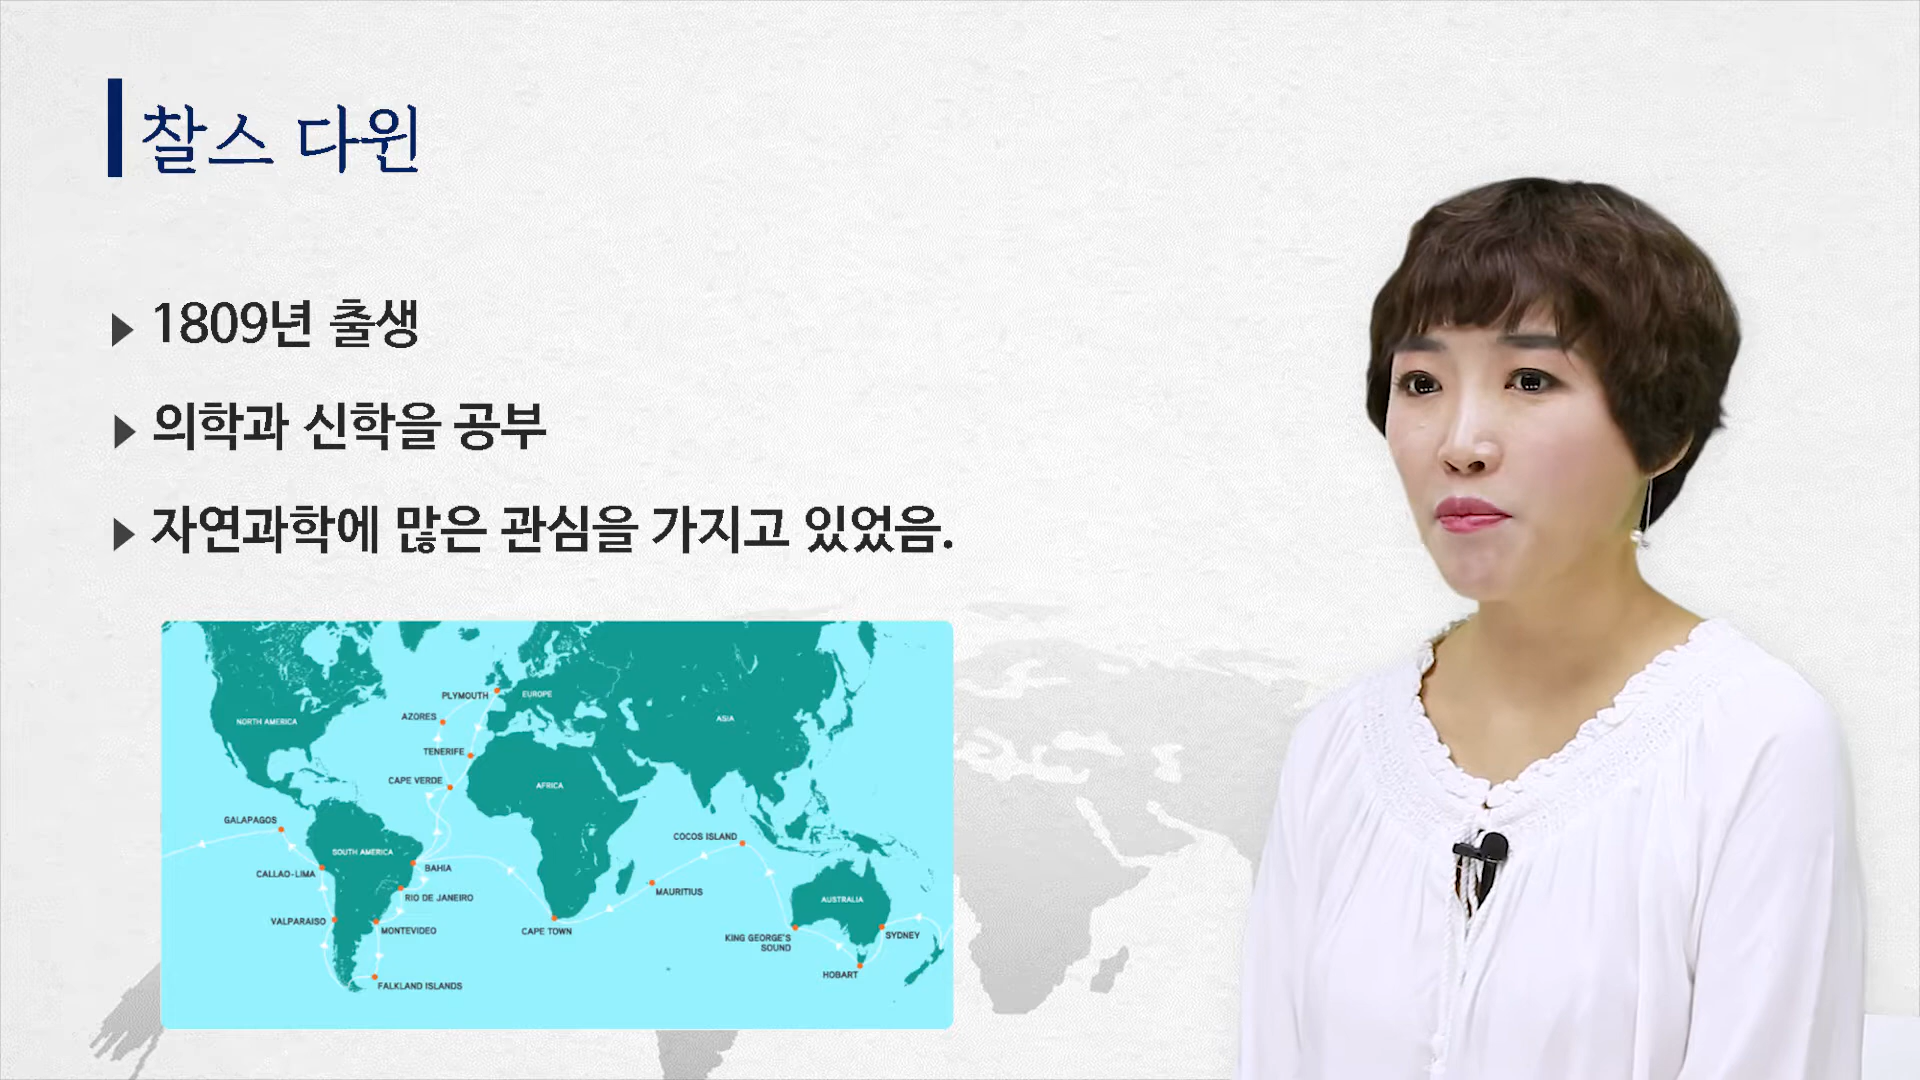 찰스 다윈
1809년 출생
의학과 신학을 공부
자연과학에 많은 관심을 가지고 있었음.
PLYMOUTH
EUROPE
NORTH AMERICA
AZORES
ASIA
TENERIFE
CAPE VERDE
AFRICA
GALAPAGOS
COCOS ISLAND
SOUTH AMERICA
BAHIA
CALLAO-LIMA
MAURITIUS
RIO DE JANEIRO
AUSTRALIA
VALPARAISO
MONTEVIDEO
CAPE TOWN
KING GEORGE'S
SOUND
SYDNEY
HOBART
FALKLAND ISLANDS